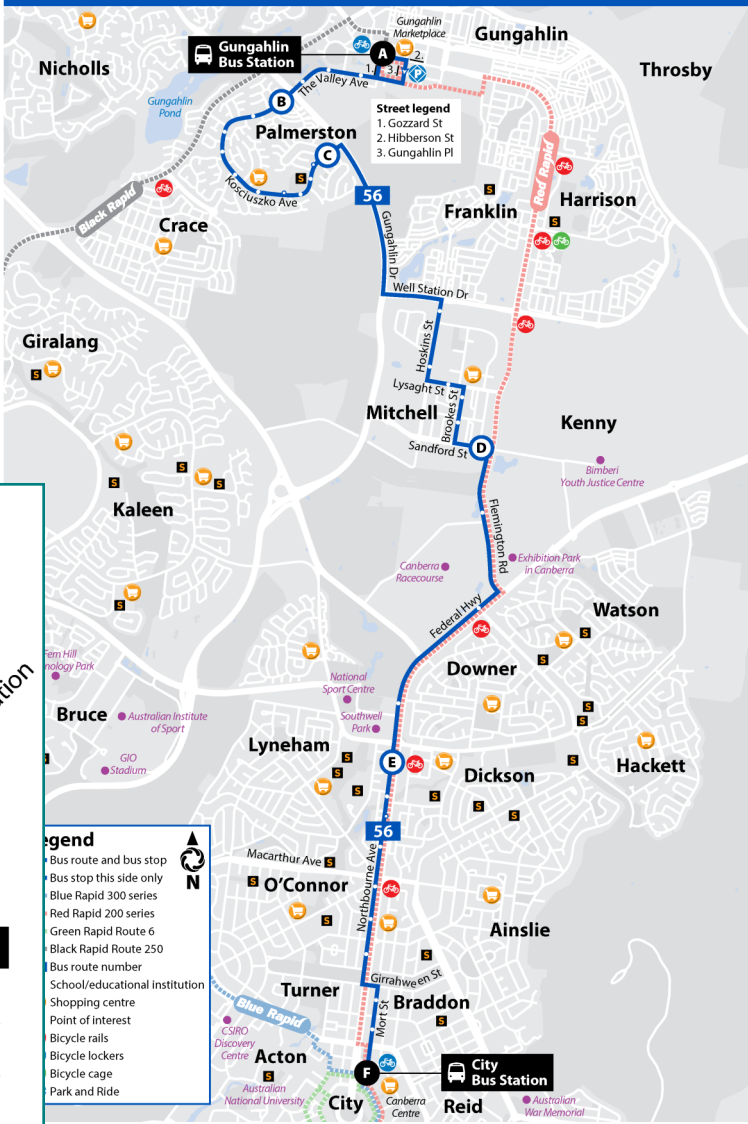 Gungahlin
Marketplace
Gungahlin
Gungahlin
Bus Station
A
2.
1.
3.
P
Nicholls
Throsby
The Valley Ave
B
Gungahlin
Pond
Street legend
1. Gozzard St
2. Hibberson St
3. Gungahlin Pl
Palmerston
C
S
Kosciuszko Ave
56
Red Rapid
Black Rapid
S
Harrison
Franklin
S
Crace
Gungahlin Dr
Well Station Dr
Giralang
S
Hoskins St
Lysaght St
Mitchell
Brookes St
Kenny
Sandford St
D
Bimberi
Youth Justice Centre
S
S
S
Kaleen
Flemington Rd
Exhibition Park
in Canberra
Canberra
Racecourse
S
Federal Hwy
Watson
S
S
Downer
Fern Hill
nology Park
tion
National
Sport Centre
Bruce
Australian Institute
of Sport
Southwell
Park
S
S
Lyneham
S
GIO
Stadium
E
S
Hackett
S
Dickson
S
S
S
S
56
egend
N
Bus route and bus stop
Bus stop this side only
Blue Rapid 300 series
Red Rapid 200 series
Green Rapid Route 6
Black Rapid Route 250
Bus route number
School/educational institution
Shopping centre
Point of interest
Bicycle rails
Bicycle lockers
Bicycle cage
Park and Ride
Macarthur Ave
S
S
O'Connor
Northbourne Ave
S
Ainslie
S
Girrahween St
Turner
Mort St
Braddon
S
Blue Rapid
CSIRO
Discovery
Centre
Acton
S
F
City
Bus Station
Australian
National University
City
Canberra
Centre
Reid
Australian
War Memorial